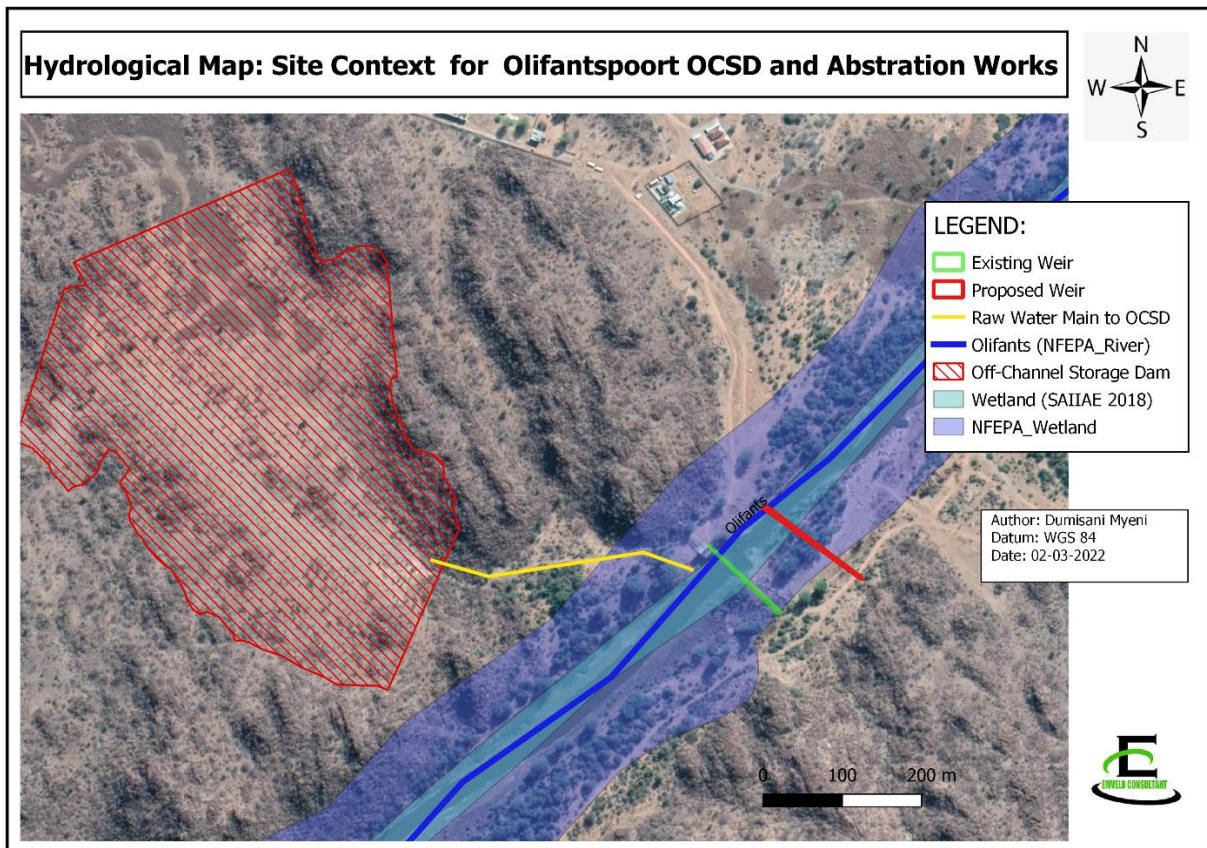 Hydrological Map: Site Context for Olifantspoort OCSD and Abstration Works
N
W E
S
LEGEND:
Existing Weir
Proposed Weir
Raw Water Main to OCSD
Olifants (NFEPA_River)
Off-Channel Storage Dam
Wetland (SAIIAE 2018)
NFEPA_Wetland
Olifants
Author: Dumisani Myeni
Datum: WGS 84
Date: 02-03-2022
0 100 200 m
E
ENVELD CONSULTANT